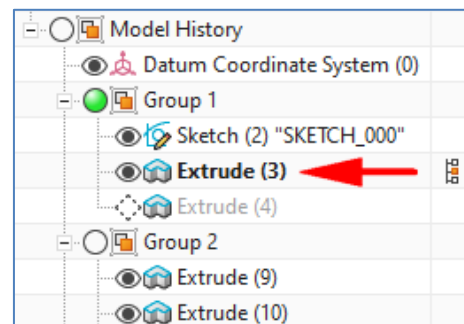 Model History
Datum Coordinate System (0)
Group 1
Sketch (2) "SKETCH_000"
Extrude (3)
Extrude (4)
Group 2
Extrude (9)
Extrude (10)